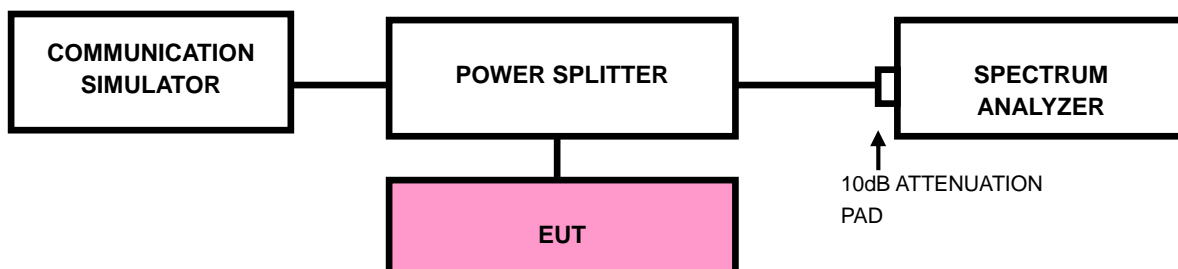 COMMUNICATION
SIMULATOR
POWER SPLITTER
SPECTRUM
ANALYZER
10dB ATTENUATION
PAD
EUT